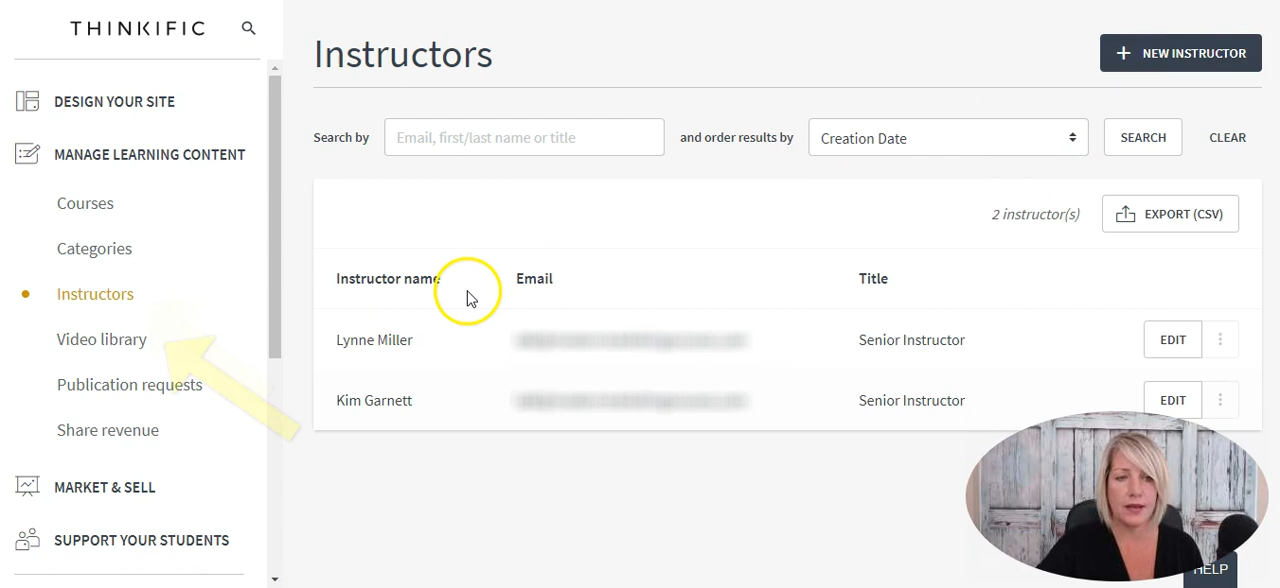 THINKIFIC
DESIGN YOUR SITE
MANAGE LEARNING CONTENT
Courses
Categories
Instructors
Video library
Publication requests
Share revenue
MARKET & SELL
SUPPORT YOUR STUDENTS
Instructors
+ NEW INSTRUCTOR
Search by Email, first/last name or title and order results by Creation Date SEARCH CLEAR
2 instructor(s) EXPORT (CSV)
Instructor name Email Title
Lynne Miller Senior Instructor EDIT
Kim Garnett Senior Instructor EDIT
HELP